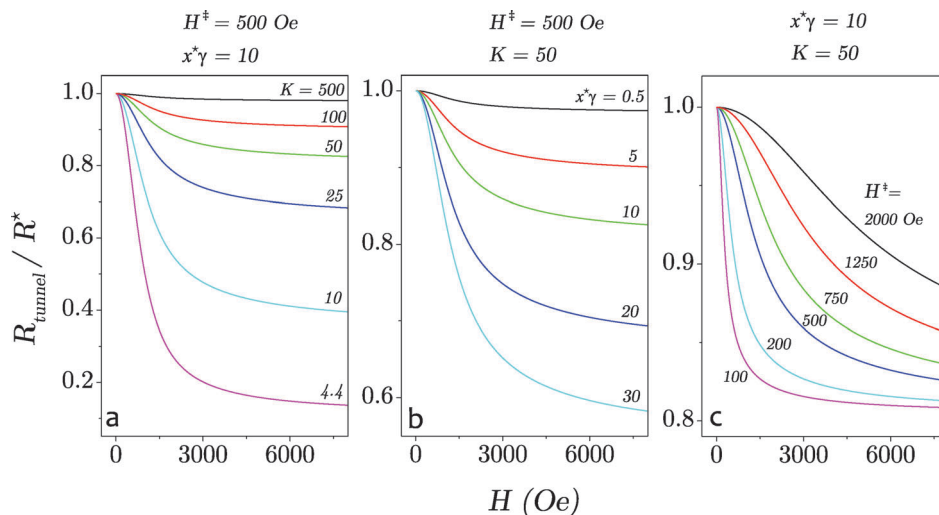 H‡ = 500 Oe
x*γ = 10
H‡ = 500 Oe
K = 50
x*γ = 10
K = 50
R_tunnel / R*
1.0
0.8
0.6
0.4
0.2
K = 500
100
50
25
10
4.4
a
0
3000
6000
1.0
0.8
0.6
x*γ = 0.5
5
10
20
30
b
0
3000
6000
1.0
0.9
0.8
H‡=
2000 Oe
1250
750
500
200
100
c
0
3000
6000
H (Oe)